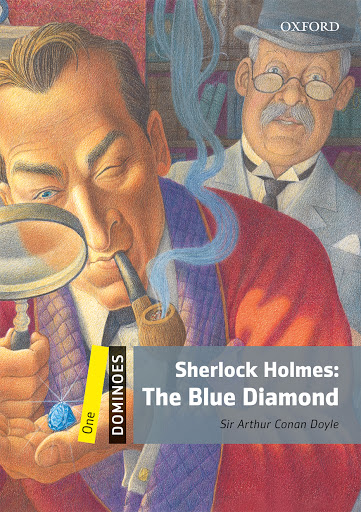 OXFORD
Sherlock Holmes:
The Blue Diamond
Sir Arthur Conan Doyle
One
DOMINOES